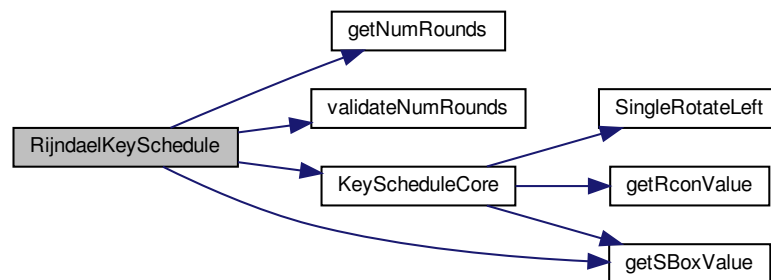 getNumRounds
validateNumRounds
SingleRotateLeft
RijndaelKeySchedule
KeyScheduleCore
getRconValue
getSBoxValue